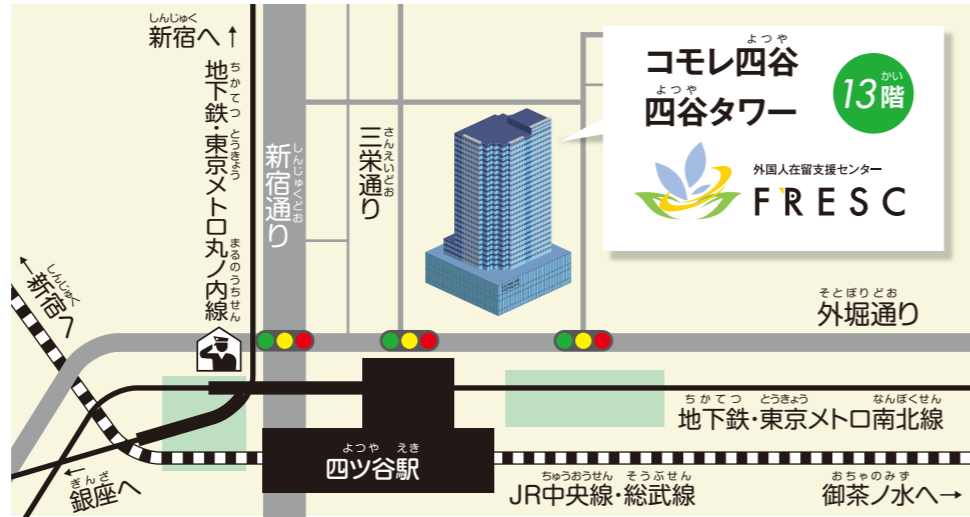 しんじゅく
新宿へ↑
ちかてつ とうきょう まるのうちせん
地下鉄・東京メトロ丸ノ内線
しんじゅくどお
新宿通り
さんえいどお
三栄通り
よつや
コモレ四谷
よつや
四谷タワー
かい
13階
外国人在留支援センター
FRESC
しんじゅく
←新宿へ
そとぼりどお
外堀通り
ちかてつ とうきょう なんぼくせん
地下鉄・東京メトロ南北線
よつや えき
四ツ谷駅
←
ぎんざ
銀座へ
ちゅうおうせん そうぶせん
JR中央線・総武線
おちゃのみず
御茶ノ水へ→